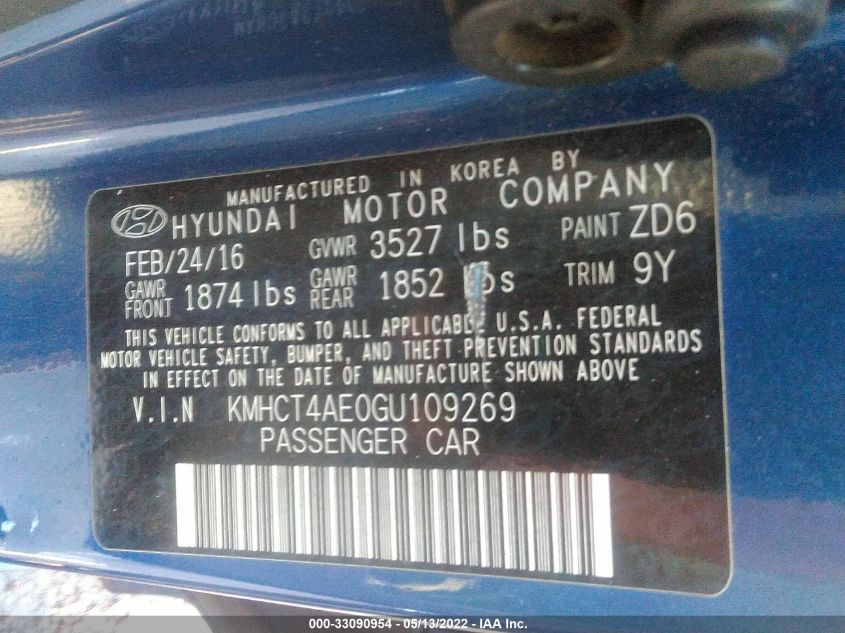 MANUFACTURED IN KOREA BY
HYUNDAI MOTOR COMPANY
FEB/24/16 GVWR 3527 lbs PAINT ZD6
GAWR FRONT 1874 lbs GAWR REAR 1852 lbs TRIM 9Y
THIS VEHICLE CONFORMS TO ALL APPLICABLE U.S.A. FEDERAL
MOTOR VEHICLE SAFETY, BUMPER, AND THEFT PREVENTION STANDARDS
IN EFFECT ON THE DATE OF MANUFACTURE SHOWN ABOVE
V.I.N KMHCT4AE0GU109269
PASSENGER CAR
000-33090954 - 05/13/2022 - IAA Inc.